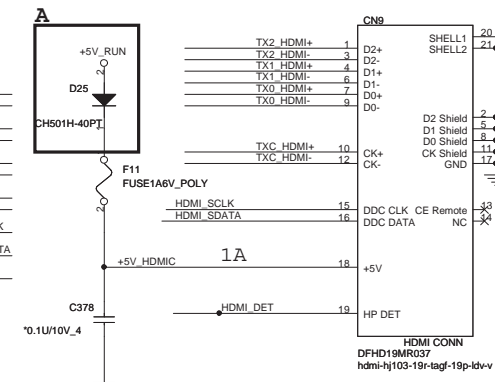 A
+5V_RUN
2
D25
CH501H-40PT
1
F11
FUSE1A6V_POLY
2
+5V_HDMIC
1A
C378
*0.1U/10V_4
K
TA
CN9
TX2_HDMI+ 1 D2+
TX2_HDMI- 3 D2-
TX1_HDMI+ 4 D1+
TX1_HDMI- 6 D1-
TX0_HDMI+ 7 D0+
TX0_HDMI- 9 D0-
TXC_HDMI+ 10 CK+
TXC_HDMI- 12 CK-
HDMI_SCLK 15 DDC CLK
HDMI_SDATA 16 DDC DATA
18 +5V
HDMI_DET 19 HP DET
SHELL1 20
SHELL2 21
D2 Shield 2
D1 Shield 5
D0 Shield 8
CK Shield 11
GND 17
CE Remote 13
NC 14
HDMI CONN
DFHD19MR037
hdmi-hj103-19r-tagf-19p-ldv-v